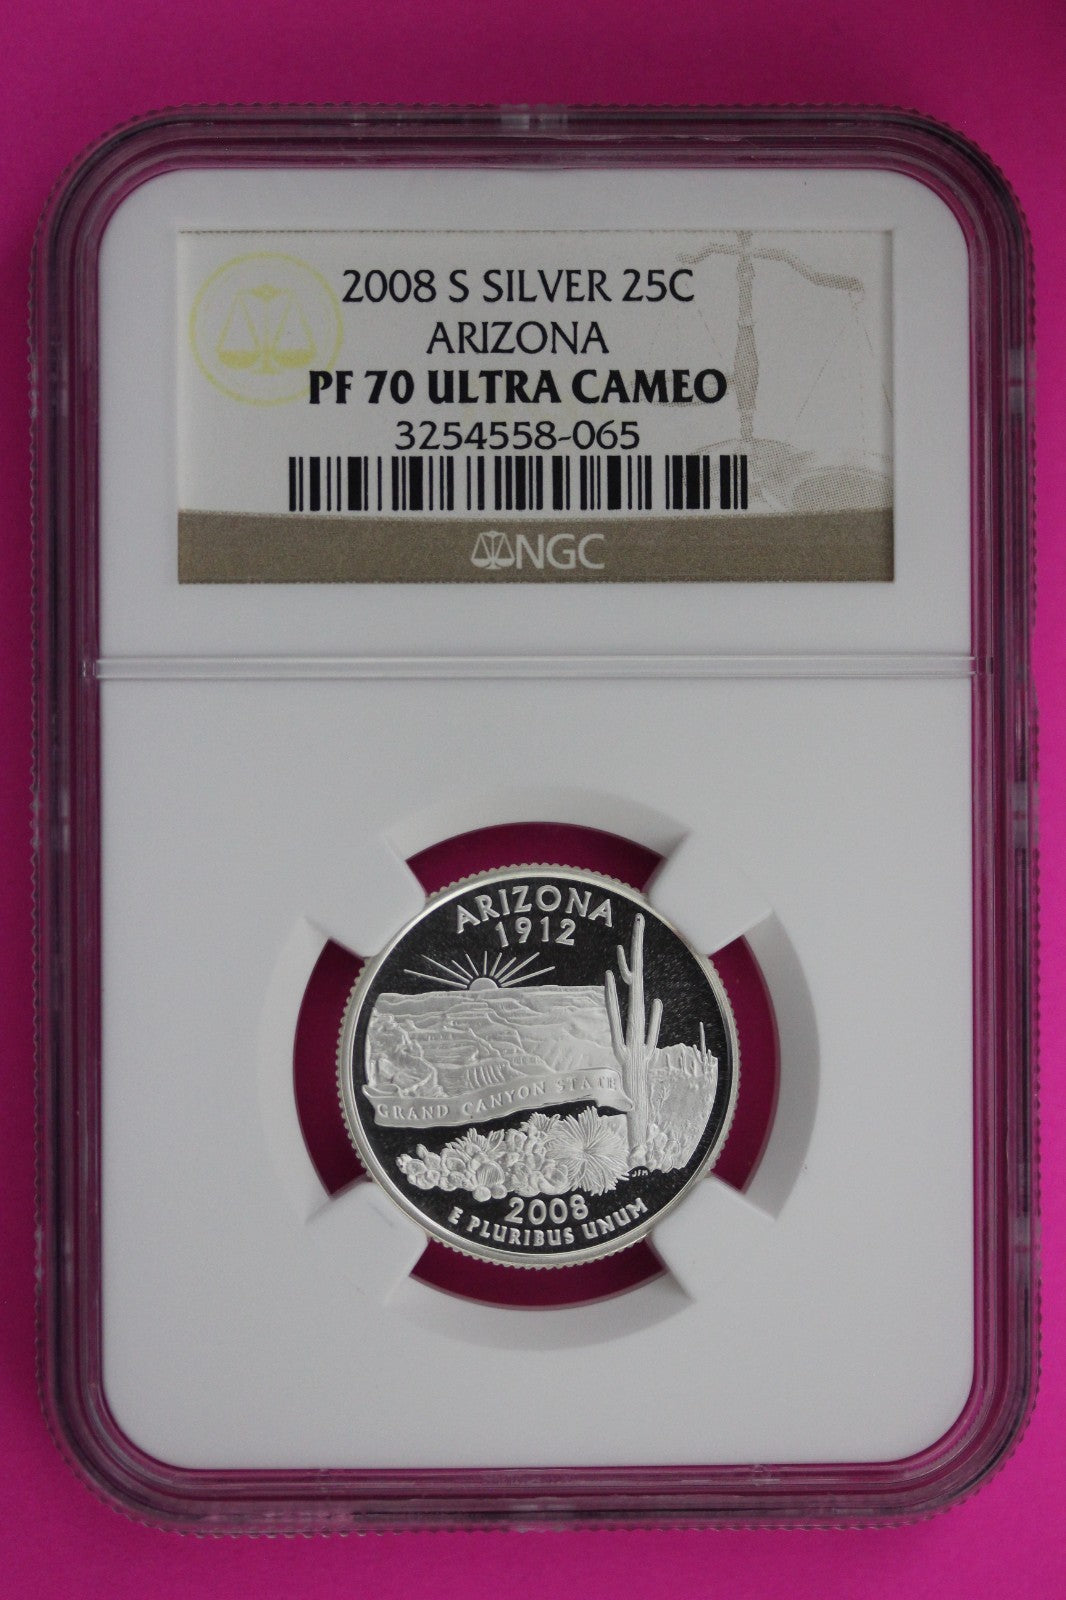 2008 S SILVER 25C
ARIZONA
PF 70 ULTRA CAMEO
3254558-065
NGC
ARIZONA
1912
GRAND CANYON STATE
JFM
2008
E PLURIBUS UNUM